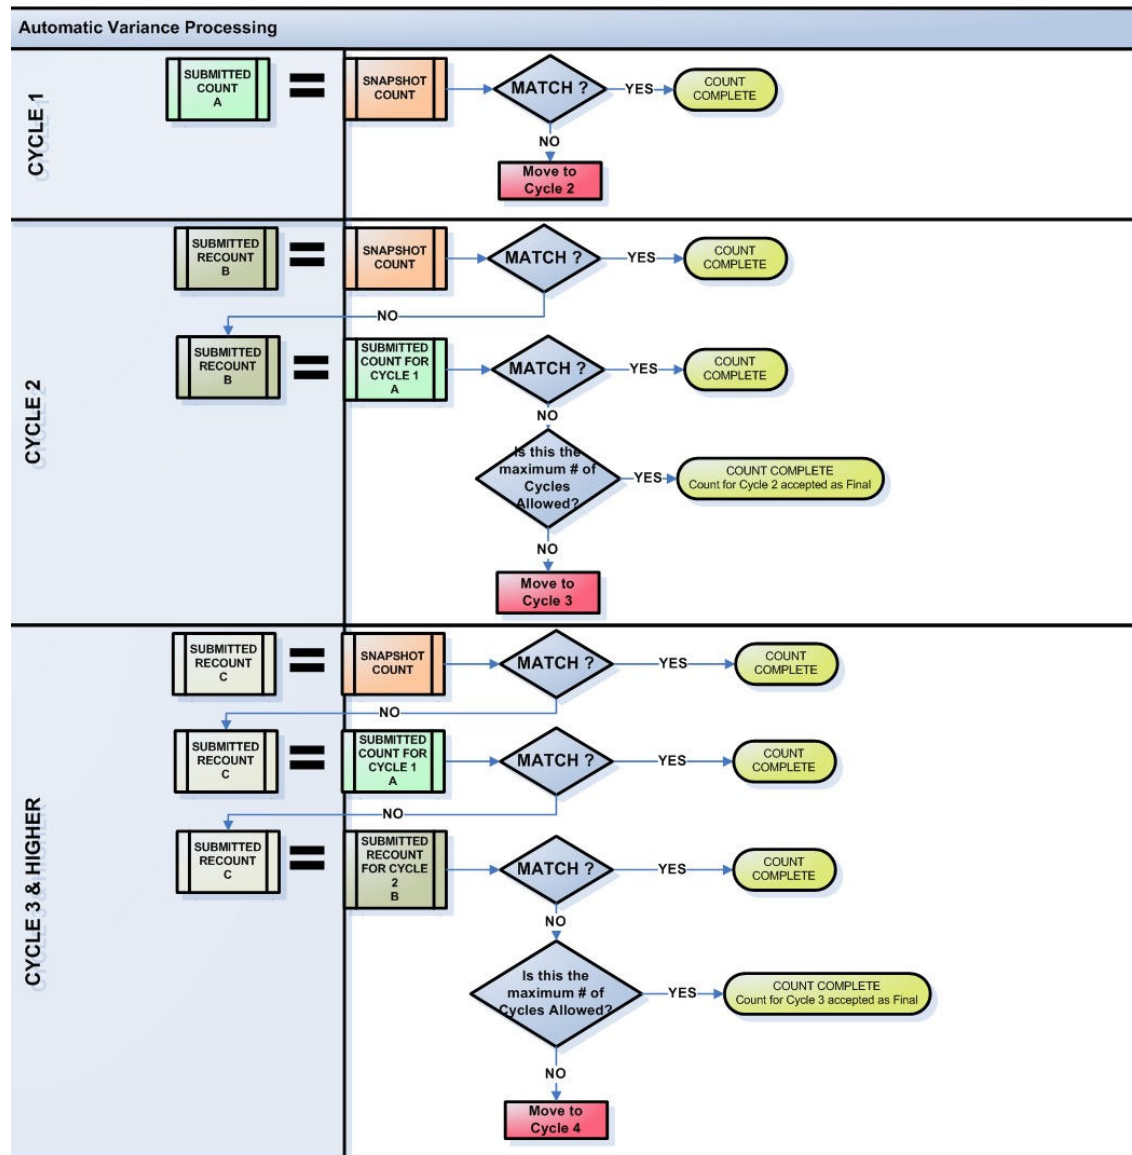 Automatic Variance Processing
CYCLE 1
SUBMITTED
COUNT
A
SNAPSHOT
COUNT
MATCH ?
YES
COUNT
COMPLETE
NO
Move to
Cycle 2
CYCLE 2
SUBMITTED
RECOUNT
B
SNAPSHOT
COUNT
MATCH ?
YES
COUNT
COMPLETE
NO
SUBMITTED
RECOUNT
B
SUBMITTED
COUNT FOR
CYCLE 1
A
MATCH ?
YES
COUNT
COMPLETE
NO
Is this the
maximum # of
Cycles
Allowed?
YES
COUNT COMPLETE
Count for Cycle 2 accepted as Final
NO
Move to
Cycle 3
CYCLE 3 & HIGHER
SUBMITTED
RECOUNT
C
SNAPSHOT
COUNT
MATCH ?
YES
COUNT
COMPLETE
NO
SUBMITTED
RECOUNT
C
SUBMITTED
COUNT FOR
CYCLE 1
A
MATCH ?
YES
COUNT
COMPLETE
NO
SUBMITTED
RECOUNT
C
SUBMITTED
RECOUNT
FOR CYCLE
2
B
MATCH ?
YES
COUNT
COMPLETE
NO
Is this the
maximum # of
Cycles Allowed?
YES
COUNT COMPLETE
Count for Cycle 3 accepted as Final
NO
Move to
Cycle 4